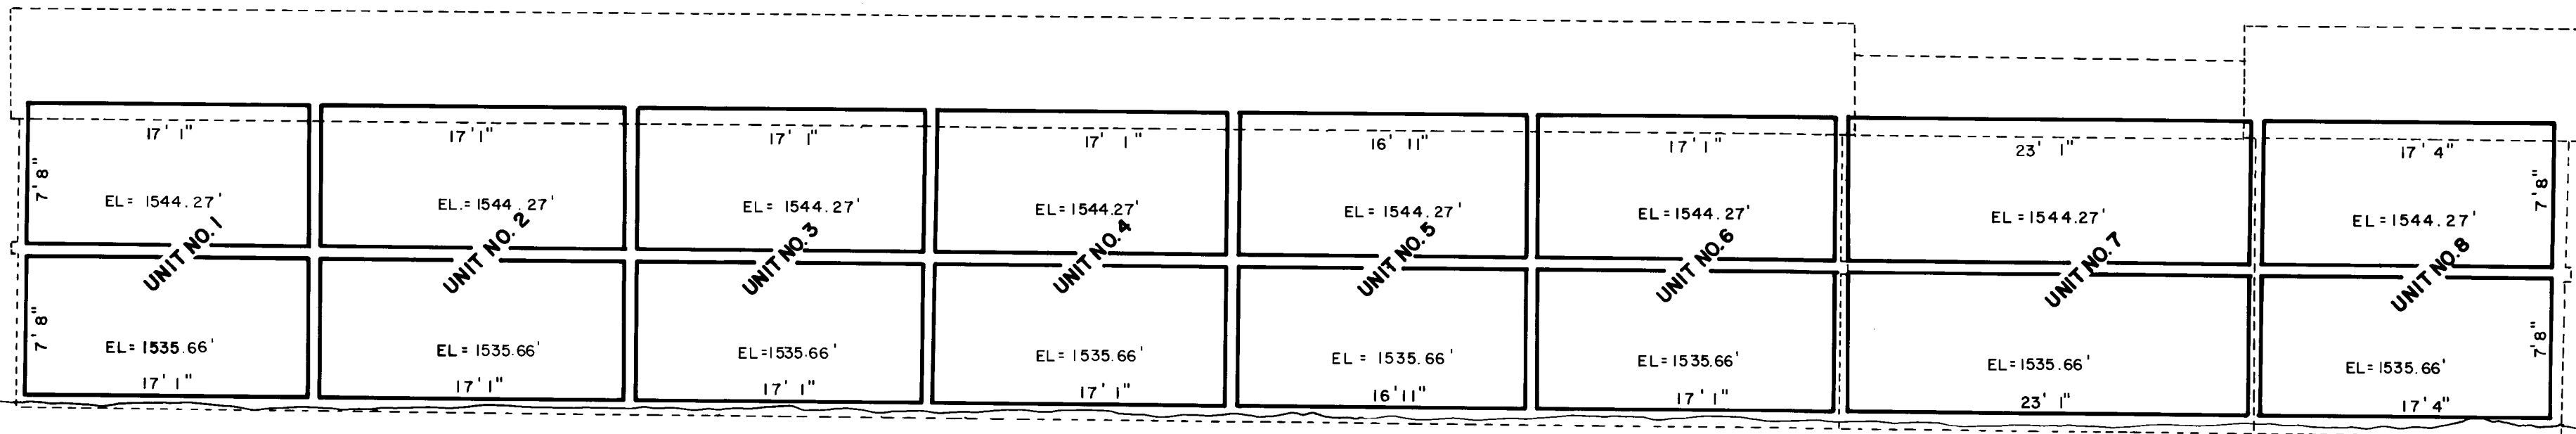 17' 1" 17' 1" 17' 1" 17' 1" 16' 11" 17' 1" 23' 1" 17' 4"
7' 8" 7' 8"
EL= 1544.27' EL.= 1544.27' EL= 1544.27' EL= 1544.27' EL= 1544.27' EL= 1544.27' EL= 1544.27' EL= 1544.27'
UNIT NO. 1 UNIT NO. 2 UNIT NO. 3 UNIT NO. 4 UNIT NO. 5 UNIT NO. 6 UNIT NO. 7 UNIT NO. 8
7' 8" 7' 8"
EL= 1535.66' EL= 1535.66' EL= 1535.66' EL= 1535.66' EL= 1535.66' EL= 1535.66' EL= 1535.66' EL= 1535.66'
17' 1" 17' 1" 17' 1" 17' 1" 16' 11" 17' 1" 23' 1" 17' 4"